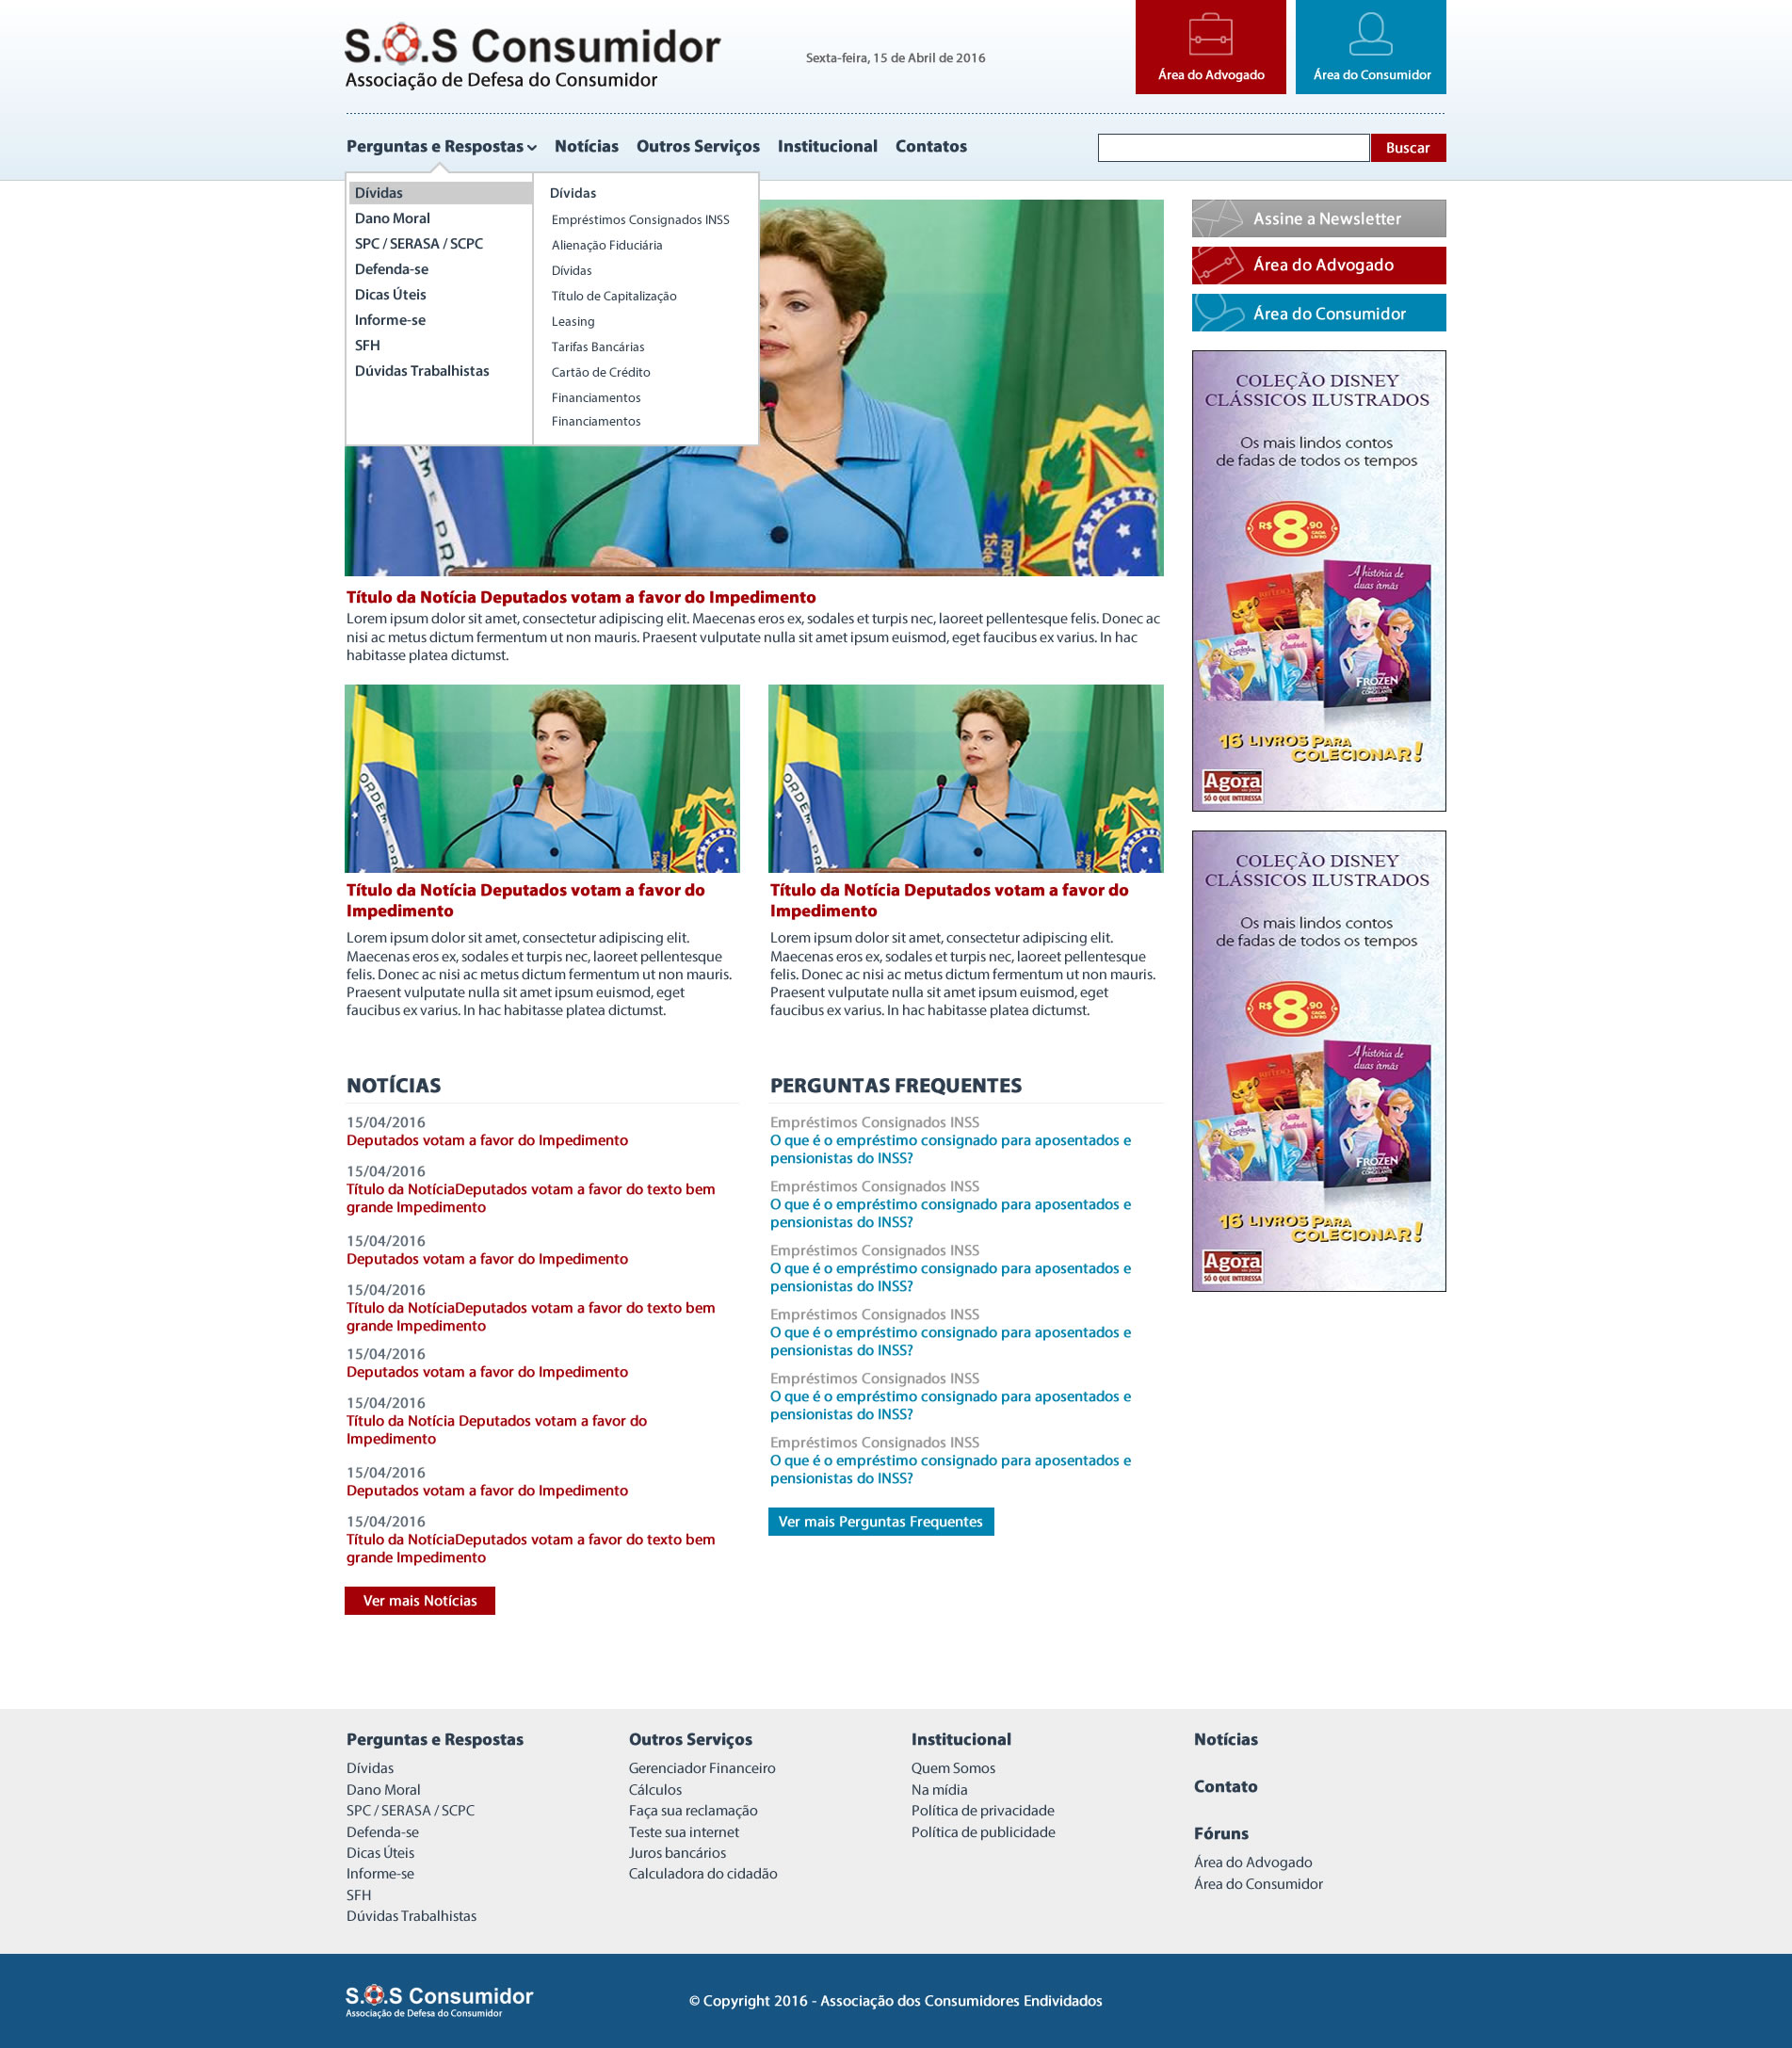 S.O.S Consumidor
Associação de Defesa do Consumidor
Sexta-feira, 15 de Abril de 2016
Área do Advogado
Área do Consumidor
Perguntas e Respostas
Notícias
Outros Serviços
Institucional
Contatos
Buscar
Dívidas
Dano Moral
SPC / SERASA / SCPC
Defenda-se
Dicas Úteis
Informe-se
SFH
Dúvidas Trabalhistas
Dívidas
Empréstimos Consignados INSS
Alienação Fiduciária
Dívidas
Título de Capitalização
Leasing
Tarifas Bancárias
Cartão de Crédito
Financiamentos
Financiamentos
15 de
Título da Notícia Deputados votam a favor do Impedimento
Lorem ipsum dolor sit amet, consectetur adipiscing elit. Maecenas eros ex, sodales et turpis nec, laoreet pellentesque felis. Donec ac
nisi ac metus dictum fermentum ut non mauris. Praesent vulputate nulla sit amet ipsum euismod, eget faucibus ex varius. In hac
habitasse platea dictumst.
ORDEM
ORDEM
Título da Notícia Deputados votam a favor do
Impedimento
Lorem ipsum dolor sit amet, consectetur adipiscing elit.
Maecenas eros ex, sodales et turpis nec, laoreet pellentesque
felis. Donec ac nisi ac metus dictum fermentum ut non mauris.
Praesent vulputate nulla sit amet ipsum euismod, eget
faucibus ex varius. In hac habitasse platea dictumst.
Título da Notícia Deputados votam a favor do
Impedimento
Lorem ipsum dolor sit amet, consectetur adipiscing elit.
Maecenas eros ex, sodales et turpis nec, laoreet pellentesque
felis. Donec ac nisi ac metus dictum fermentum ut non mauris.
Praesent vulputate nulla sit amet ipsum euismod, eget
faucibus ex varius. In hac habitasse platea dictumst.
NOTÍCIAS
15/04/2016
Deputados votam a favor do Impedimento
15/04/2016
Título da NotíciaDeputados votam a favor do texto bem
grande Impedimento
15/04/2016
Deputados votam a favor do Impedimento
15/04/2016
Título da NotíciaDeputados votam a favor do texto bem
grande Impedimento
15/04/2016
Deputados votam a favor do Impedimento
15/04/2016
Título da Notícia Deputados votam a favor do
Impedimento
15/04/2016
Deputados votam a favor do Impedimento
15/04/2016
Título da NotíciaDeputados votam a favor do texto bem
grande Impedimento
Ver mais Notícias
PERGUNTAS FREQUENTES
Empréstimos Consignados INSS
O que é o empréstimo consignado para aposentados e
pensionistas do INSS?
Empréstimos Consignados INSS
O que é o empréstimo consignado para aposentados e
pensionistas do INSS?
Empréstimos Consignados INSS
O que é o empréstimo consignado para aposentados e
pensionistas do INSS?
Empréstimos Consignados INSS
O que é o empréstimo consignado para aposentados e
pensionistas do INSS?
Empréstimos Consignados INSS
O que é o empréstimo consignado para aposentados e
pensionistas do INSS?
Empréstimos Consignados INSS
O que é o empréstimo consignado para aposentados e
pensionistas do INSS?
Ver mais Perguntas Frequentes
Assine a Newsletter
Área do Advogado
Área do Consumidor
COLEÇÃO DISNEY
CLÁSSICOS ILUSTRADOS
Os mais lindos contos
de fadas de todos os tempos
R$ 8,90
CADA LIVRO
A história de
duas irmãs
FROZEN
16 LIVROS PARA
COLECIONAR!
Agora
SÓ O QUE INTERESSA
COLEÇÃO DISNEY
CLÁSSICOS ILUSTRADOS
Os mais lindos contos
de fadas de todos os tempos
R$ 8,90
CADA LIVRO
A história de
duas irmãs
FROZEN
16 LIVROS PARA
COLECIONAR!
Agora
SÓ O QUE INTERESSA
Perguntas e Respostas
Dívidas
Dano Moral
SPC / SERASA / SCPC
Defenda-se
Dicas Úteis
Informe-se
SFH
Dúvidas Trabalhistas
Outros Serviços
Gerenciador Financeiro
Cálculos
Faça sua reclamação
Teste sua internet
Juros bancários
Calculadora do cidadão
Institucional
Quem Somos
Na mídia
Política de privacidade
Política de publicidade
Notícias
Contato
Fóruns
Área do Advogado
Área do Consumidor
S.O.S Consumidor
Associação de Defesa do Consumidor
© Copyright 2016 - Associação dos Consumidores Endividados